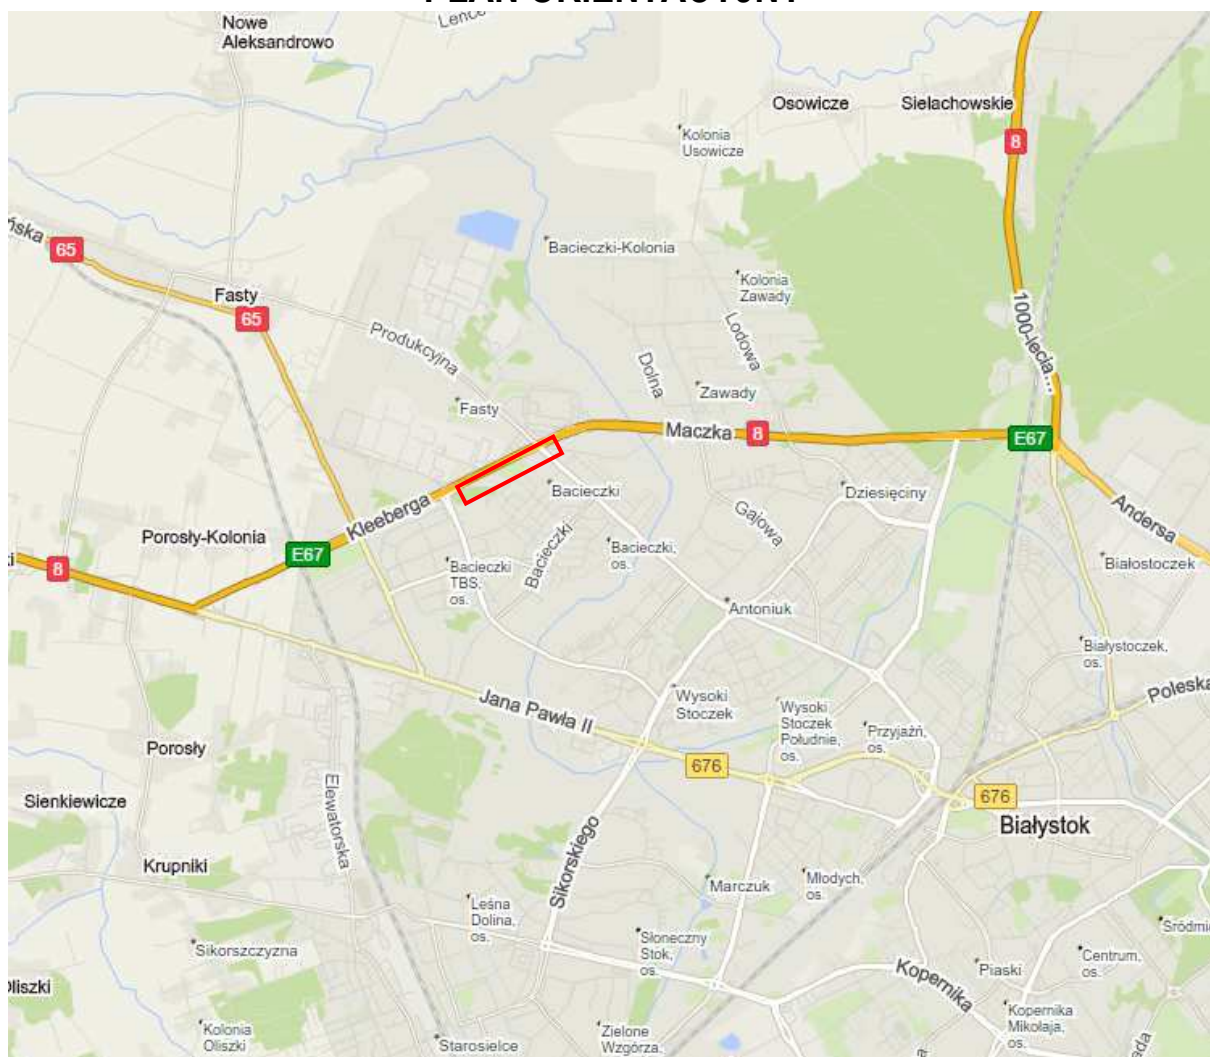 PLAN ORIENTACYJNY
Nowe
Aleksandrowo
Osowicze
Sielachowskie
Kolonia
Usowicze
8
65
Bacieczki-Kolonia
Kolonia
Zawady
Fasty
65
Produkcyjna
Lodowa
1000-lecia...
Dolna
Zawady
Fasty
Maczka
8
E67
Kleeberga
Bacieczki
Dziesięciny
Andersa
Gajowa
Porosły-Kolonia
E67
8
Bacieczki
Bacieczki,
os.
Bacieczki
TBS,
os.
Białostoczek
Antoniuk
Białystoczek,
os.
Jana Pawła II
Wysoki
Stoczek
Wysoki
Stoczek
Południe,
os.
Przyjaźń,
os.
Poleska
Porosły
676
676
Sienkiewicze
Elewatorska
Białystok
Krupniki
Sikorskiego
Marczuk
Młodych,
os.
Leśna
Dolina,
os.
Sikorszczyzna
Słoneczny
Stok,
os.
Kopernika
Piaski
Centrum,
os.
Kolonia
Oliszki
Starosielce
Zielone
Wzgórza,
Kopernika
Mikołaja,
os.